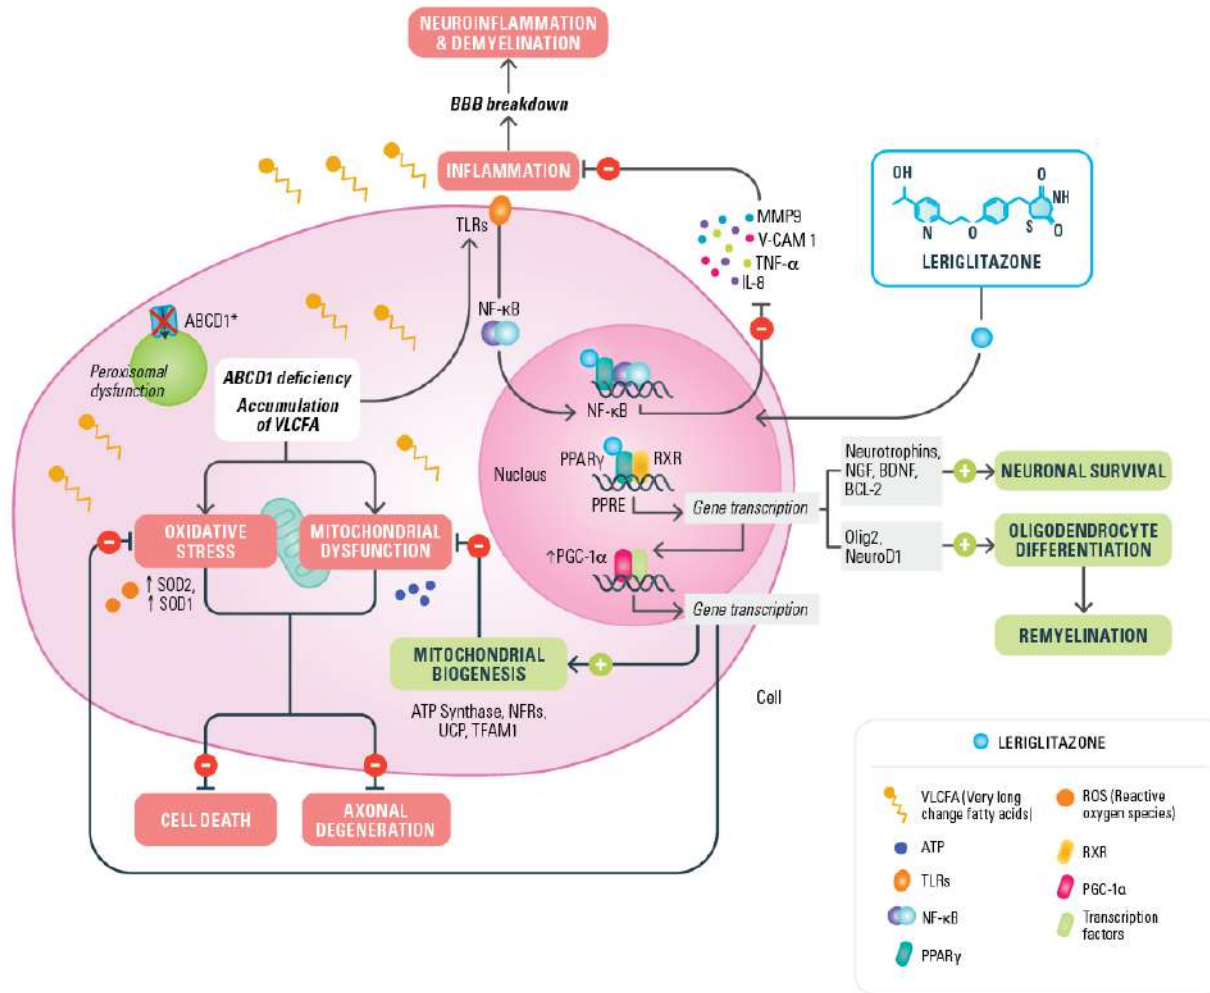 NEUROINFLAMMATION
& DEMYELINATION
BBB breakdown
INFLAMMATION
TLRs
MMP9
V-CAM 1
TNF-α
IL-8
OH
N
O
S
O
NH
O
LERIGLITAZONE
NF-κB
ABCD1*
Peroxisomal
dysfunction
ABCD1 deficiency
Accumulation
of VLCFA
NF-κB
Nucleus
PPARγ
RXR
PPRE
Gene transcription
Neurotrophins,
NGF, BDNF,
BCL-2
NEURONAL SURVIVAL
Olig2,
NeuroD1
OLIGODENDROCYTE
DIFFERENTIATION
REMYELINATION
OXIDATIVE
STRESS
MITOCHONDRIAL
DYSFUNCTION
↑ SOD2,
↑ SOD1
↑PGC-1α
Gene transcription
MITOCHONDRIAL
BIOGENESIS
ATP Synthase, NFRs,
UCP, TFAM1
Cell
CELL DEATH
AXONAL
DEGENERATION
LERIGLITAZONE
VLCFA (Very long
change fatty acids)
ATP
TLRs
NF-κB
PPARγ
ROS (Reactive
oxygen species)
RXR
PGC-1α
Transcription
factors